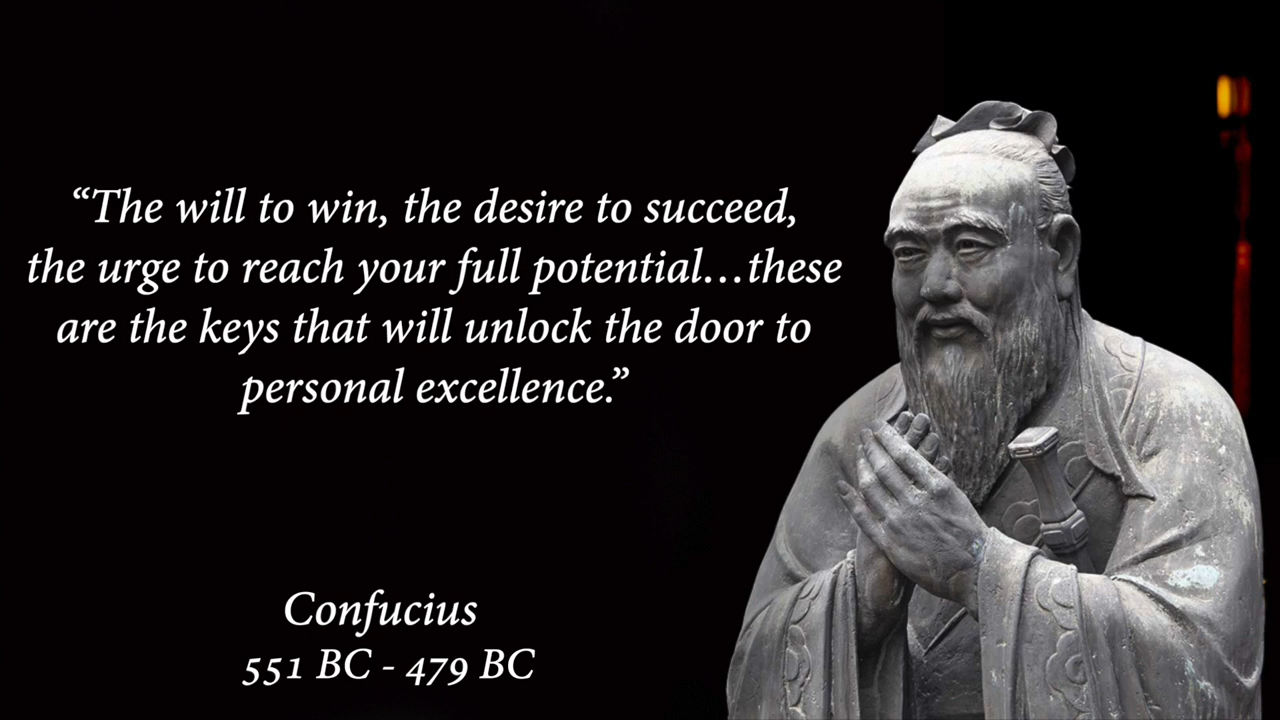 “The will to win, the desire to succeed,
the urge to reach your full potential…these
are the keys that will unlock the door to
personal excellence.”
Confucius
551 BC - 479 BC